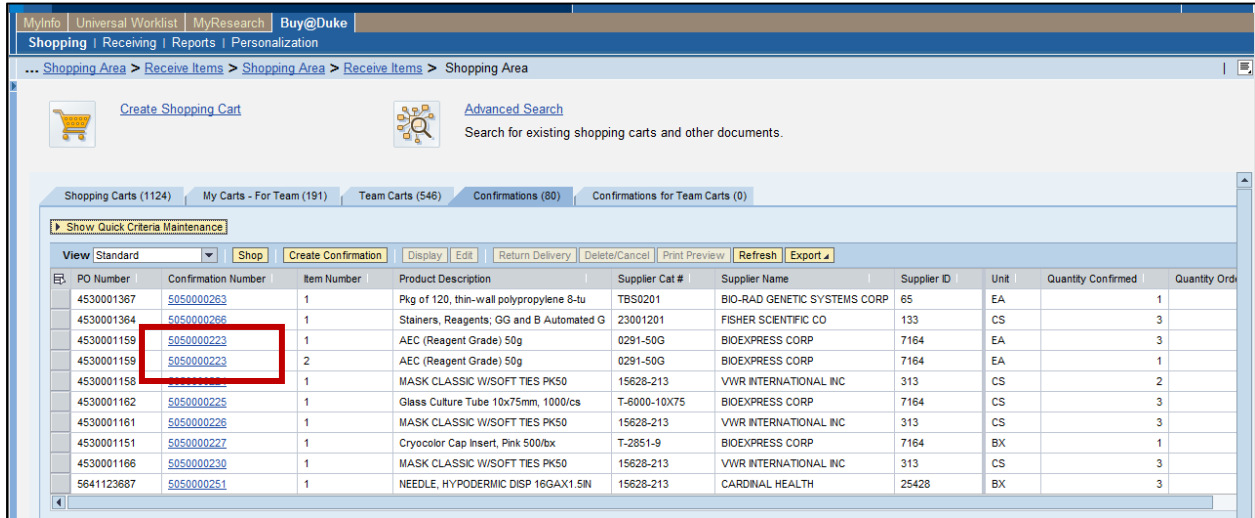 MyInfo | Universal Worklist | MyResearch | Buy@Duke
Shopping | Receiving | Reports | Personalization
... Shopping Area > Receive Items > Shopping Area > Receive Items > Shopping Area
Create Shopping Cart Advanced Search
Search for existing shopping carts and other documents.
Shopping Carts (1124) My Carts - For Team (191) Team Carts (546) Confirmations (80) Confirmations for Team Carts (0)
Show Quick Criteria Maintenance
View Standard Shop Create Confirmation Display Edit Return Delivery Delete/Cancel Print Preview Refresh Export
PO Number Confirmation Number Item Number Product Description Supplier Cat # Supplier Name Supplier ID Unit Quantity Confirmed Quantity Orde
4530001367 5050000263 1 Pkg of 120, thin-wall polypropylene 8-tu TBS0201 BIO-RAD GENETIC SYSTEMS CORP 65 EA 1
4530001364 5050000266 1 Stainers, Reagents; GG and B Automated G 23001201 FISHER SCIENTIFIC CO 133 CS 3
4530001159 5050000223 1 AEC (Reagent Grade) 50g 0291-50G BIOEXPRESS CORP 7164 EA 3
4530001159 5050000223 2 AEC (Reagent Grade) 50g 0291-50G BIOEXPRESS CORP 7164 EA 1
4530001158 1 MASK CLASSIC W/SOFT TIES PK50 15628-213 VWR INTERNATIONAL INC 313 CS 2
4530001162 5050000225 1 Glass Culture Tube 10x75mm, 1000/cs T-6000-10X75 BIOEXPRESS CORP 7164 CS 3
4530001161 5050000226 1 MASK CLASSIC W/SOFT TIES PK50 15628-213 VWR INTERNATIONAL INC 313 CS 3
4530001151 5050000227 1 Cryocolor Cap Insert, Pink 500/bx T-2851-9 BIOEXPRESS CORP 7164 BX 1
4530001166 5050000230 1 MASK CLASSIC W/SOFT TIES PK50 15628-213 VWR INTERNATIONAL INC 313 CS 3
5641123687 5050000251 1 NEEDLE, HYPODERMIC DISP 16GAX1.5IN 15628-213 CARDINAL HEALTH 25428 BX 3